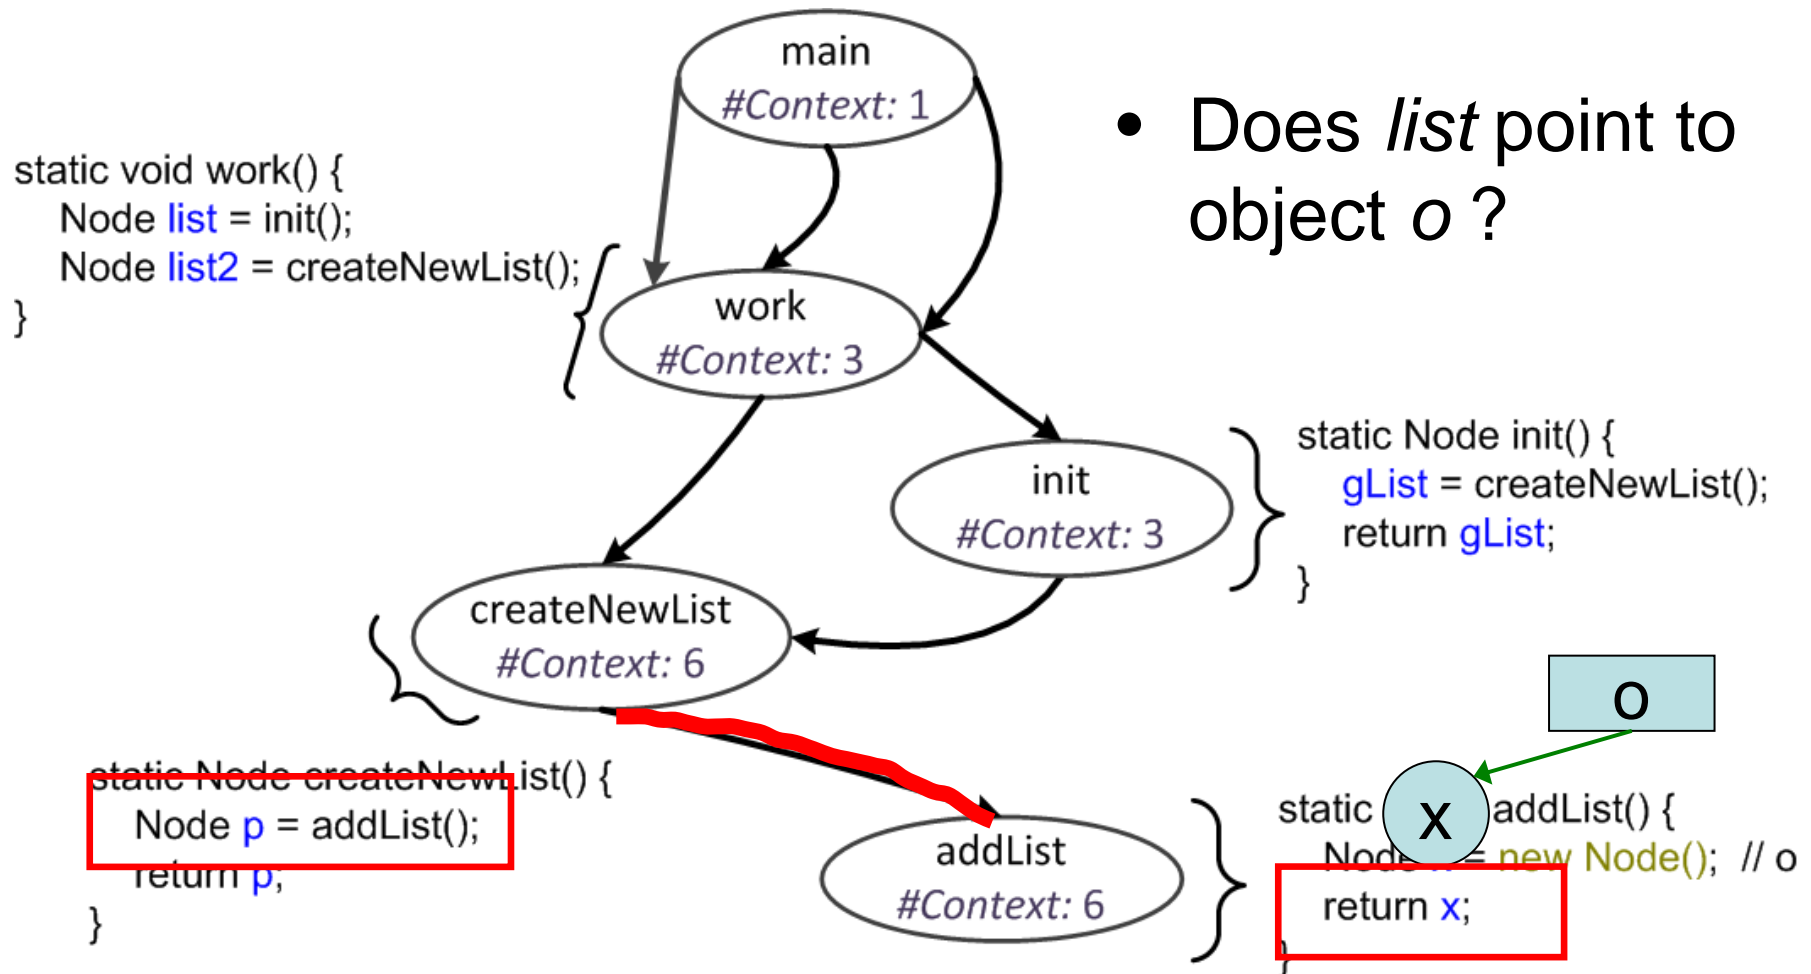 main
#Context: 1
• Does list point to
object o ?
static void work() {
Node list = init();
Node list2 = createNewList();
}
work
#Context: 3
init
#Context: 3
static Node init() {
gList = createNewList();
return gList;
}
createNewList
#Context: 6
static Node createNewList() {
Node p = addList();
return p;
}
addList
#Context: 6
o
x
static addList() {
Node = new Node(); // o
return x;
}